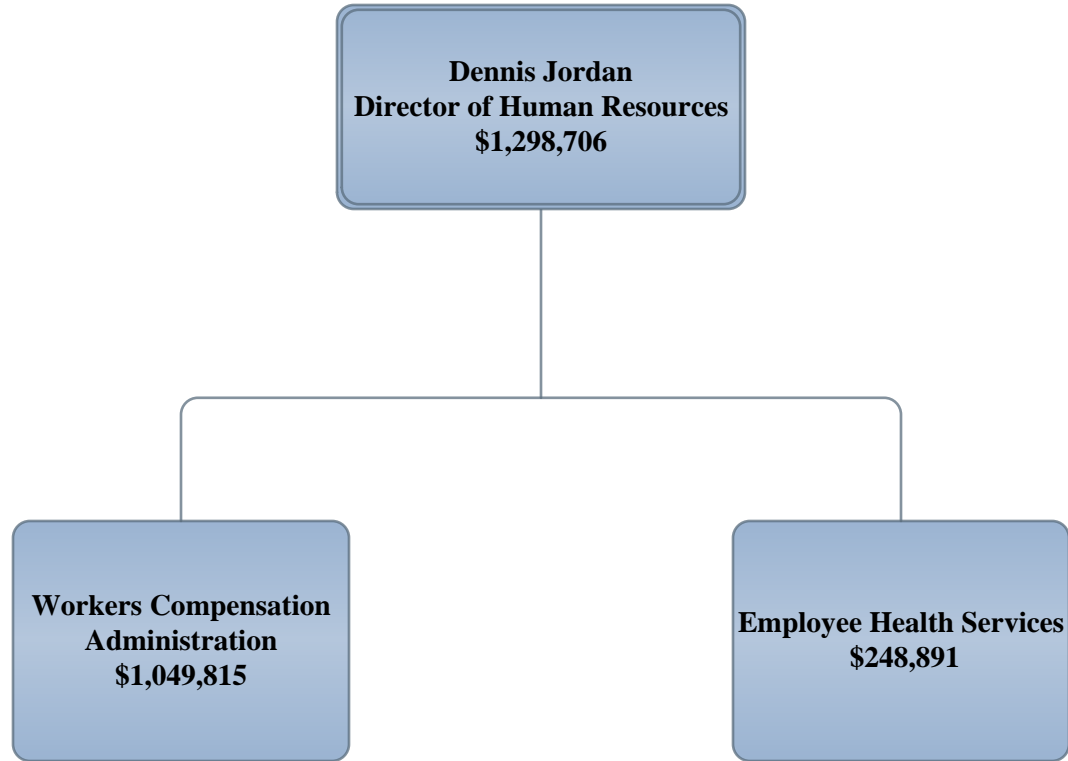 Dennis Jordan
Director of Human Resources
$1,298,706
Workers Compensation
Administration
$1,049,815
Employee Health Services
$248,891